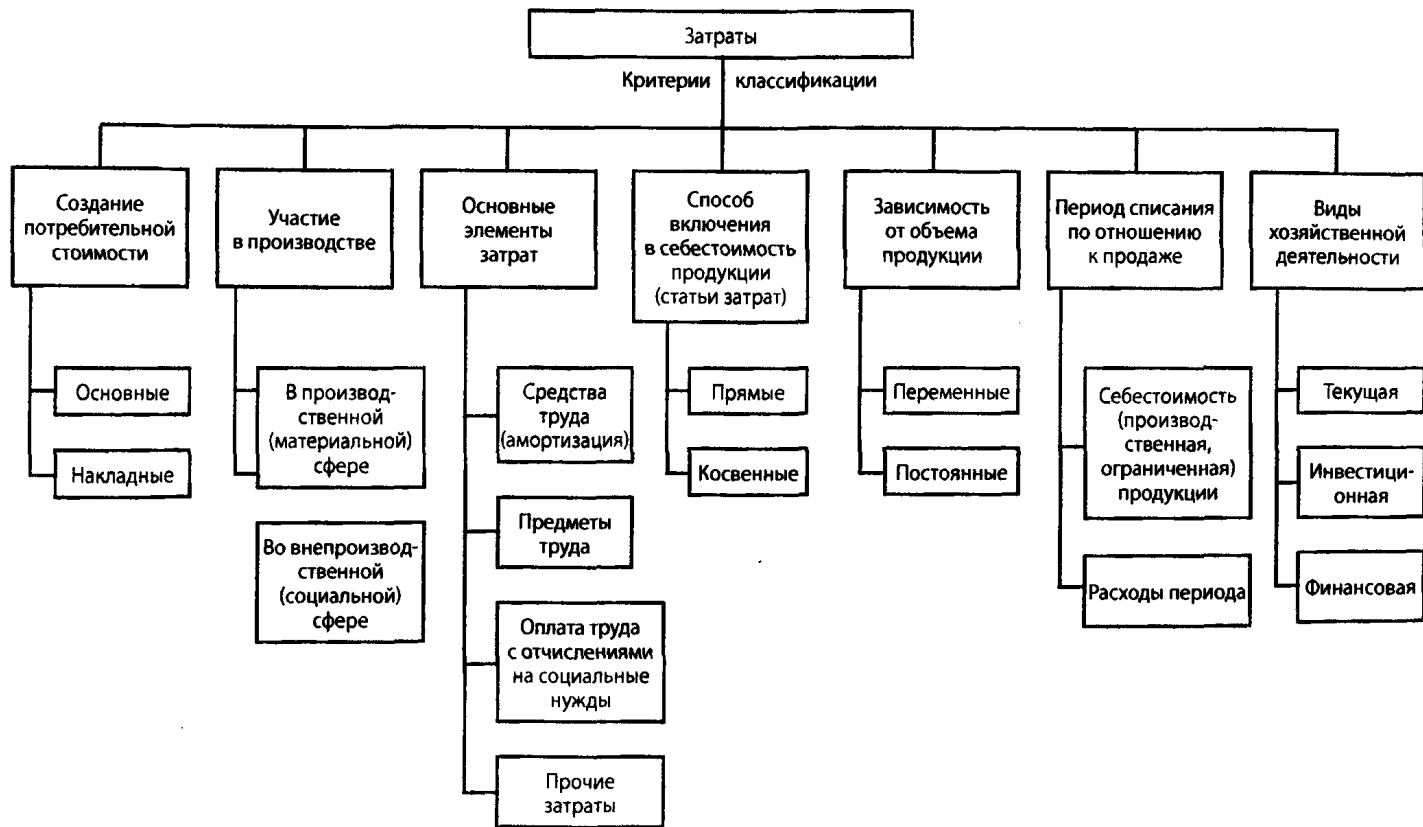 Затраты
Критерии классификации
Создание
потребительной
стоимости
Основные
Накладные
Участие
в производстве
В производ-
ственной
(материальной)
сфере
Во внепроизвод-
ственной
(социальной)
сфере
Основные
элементы
затрат
Средства
труда
(амортизация)
Предметы
труда
Оплата труда
с отчислениями
на социальные
нужды
Прочие
затраты
Способ
включения
в себестоимость
продукции
(статьи затрат)
Прямые
Косвенные
Зависимость
от объема
продукции
Переменные
Постоянные
Период списания
по отношению
к продаже
Себестоимость
(производ-
ственная,
ограниченная)
продукции
Расходы периода
Виды
хозяйственной
деятельности
Текущая
Инвестици-
онная
Финансовая